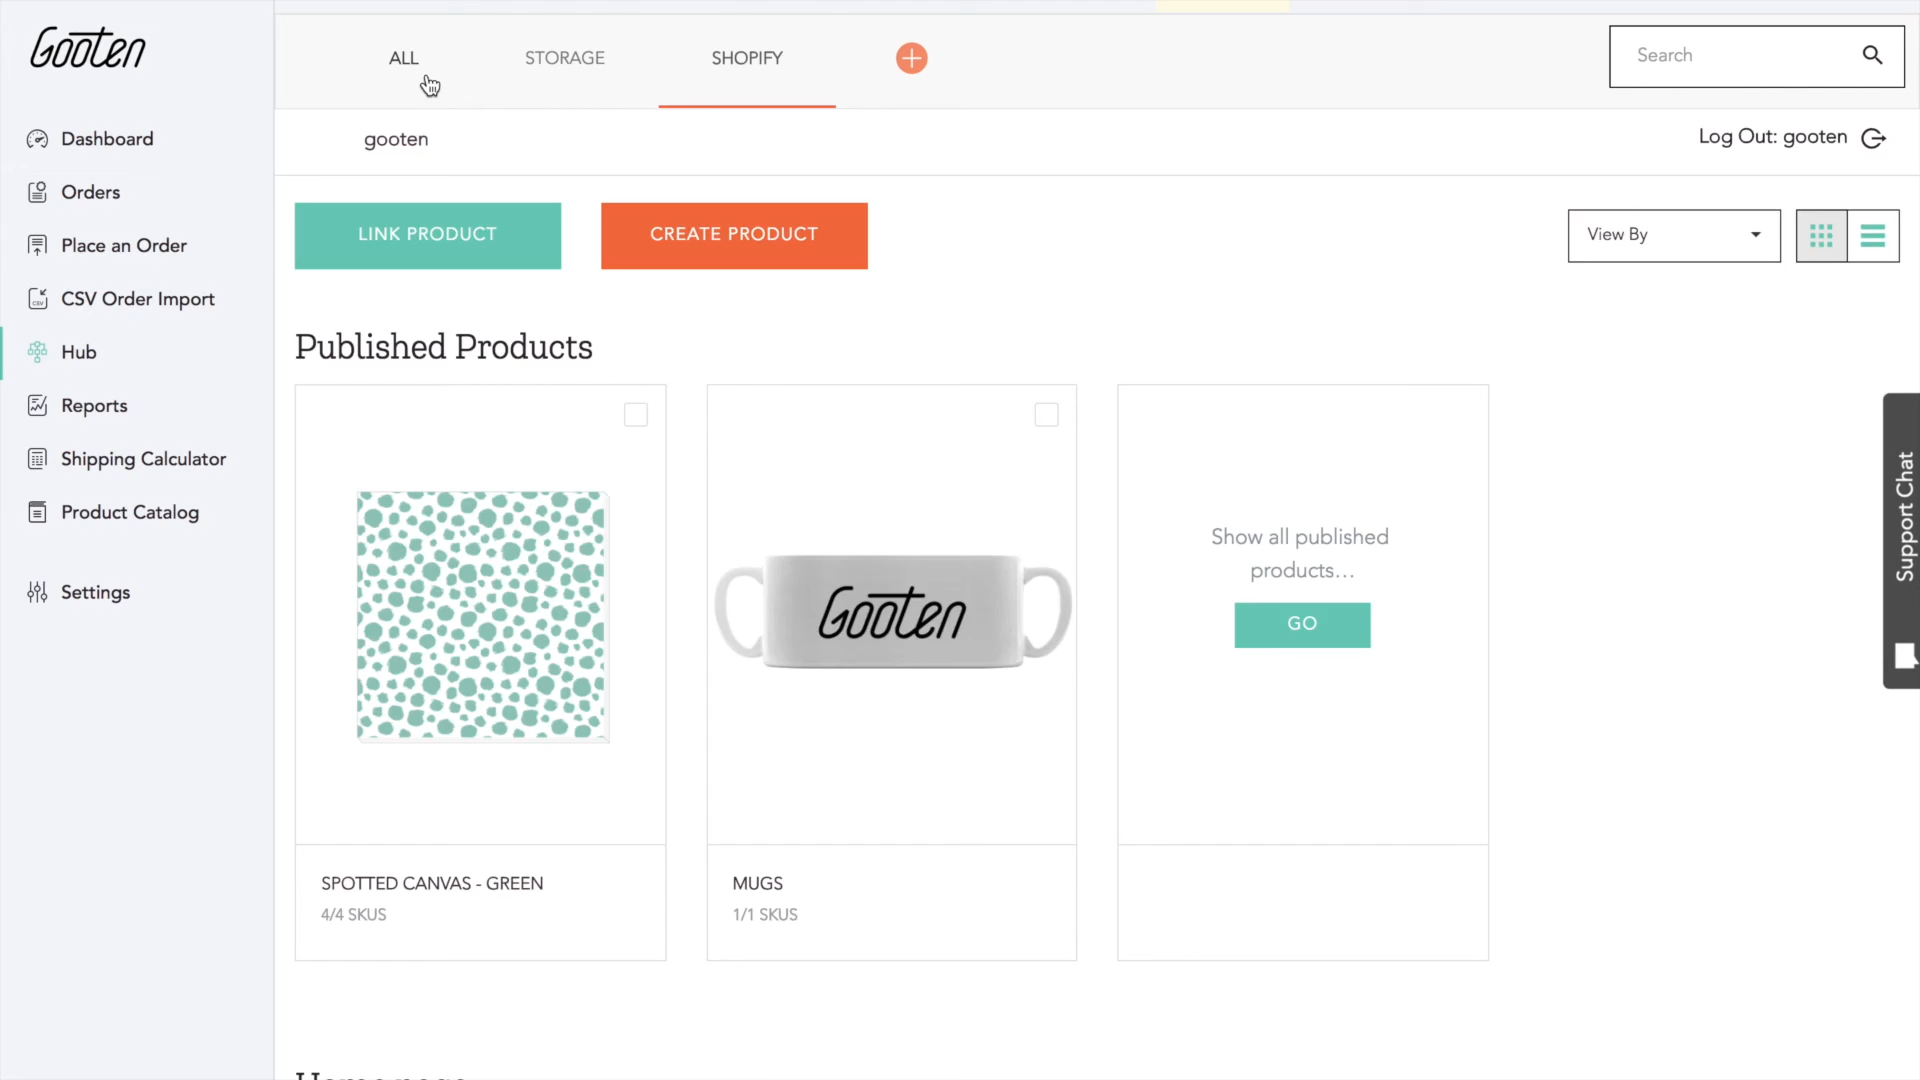 Gooten
ALL
STORAGE
SHOPIFY
Search
gooten
Log Out: gooten
Dashboard
Orders
Place an Order
CSV Order Import
Hub
Reports
Shipping Calculator
Product Catalog
Settings
LINK PRODUCT
CREATE PRODUCT
View By
Published Products
Gooten
Show all published
products...
GO
SPOTTED CANVAS - GREEN
4/4 SKUS
MUGS
1/1 SKUS
Support Chat